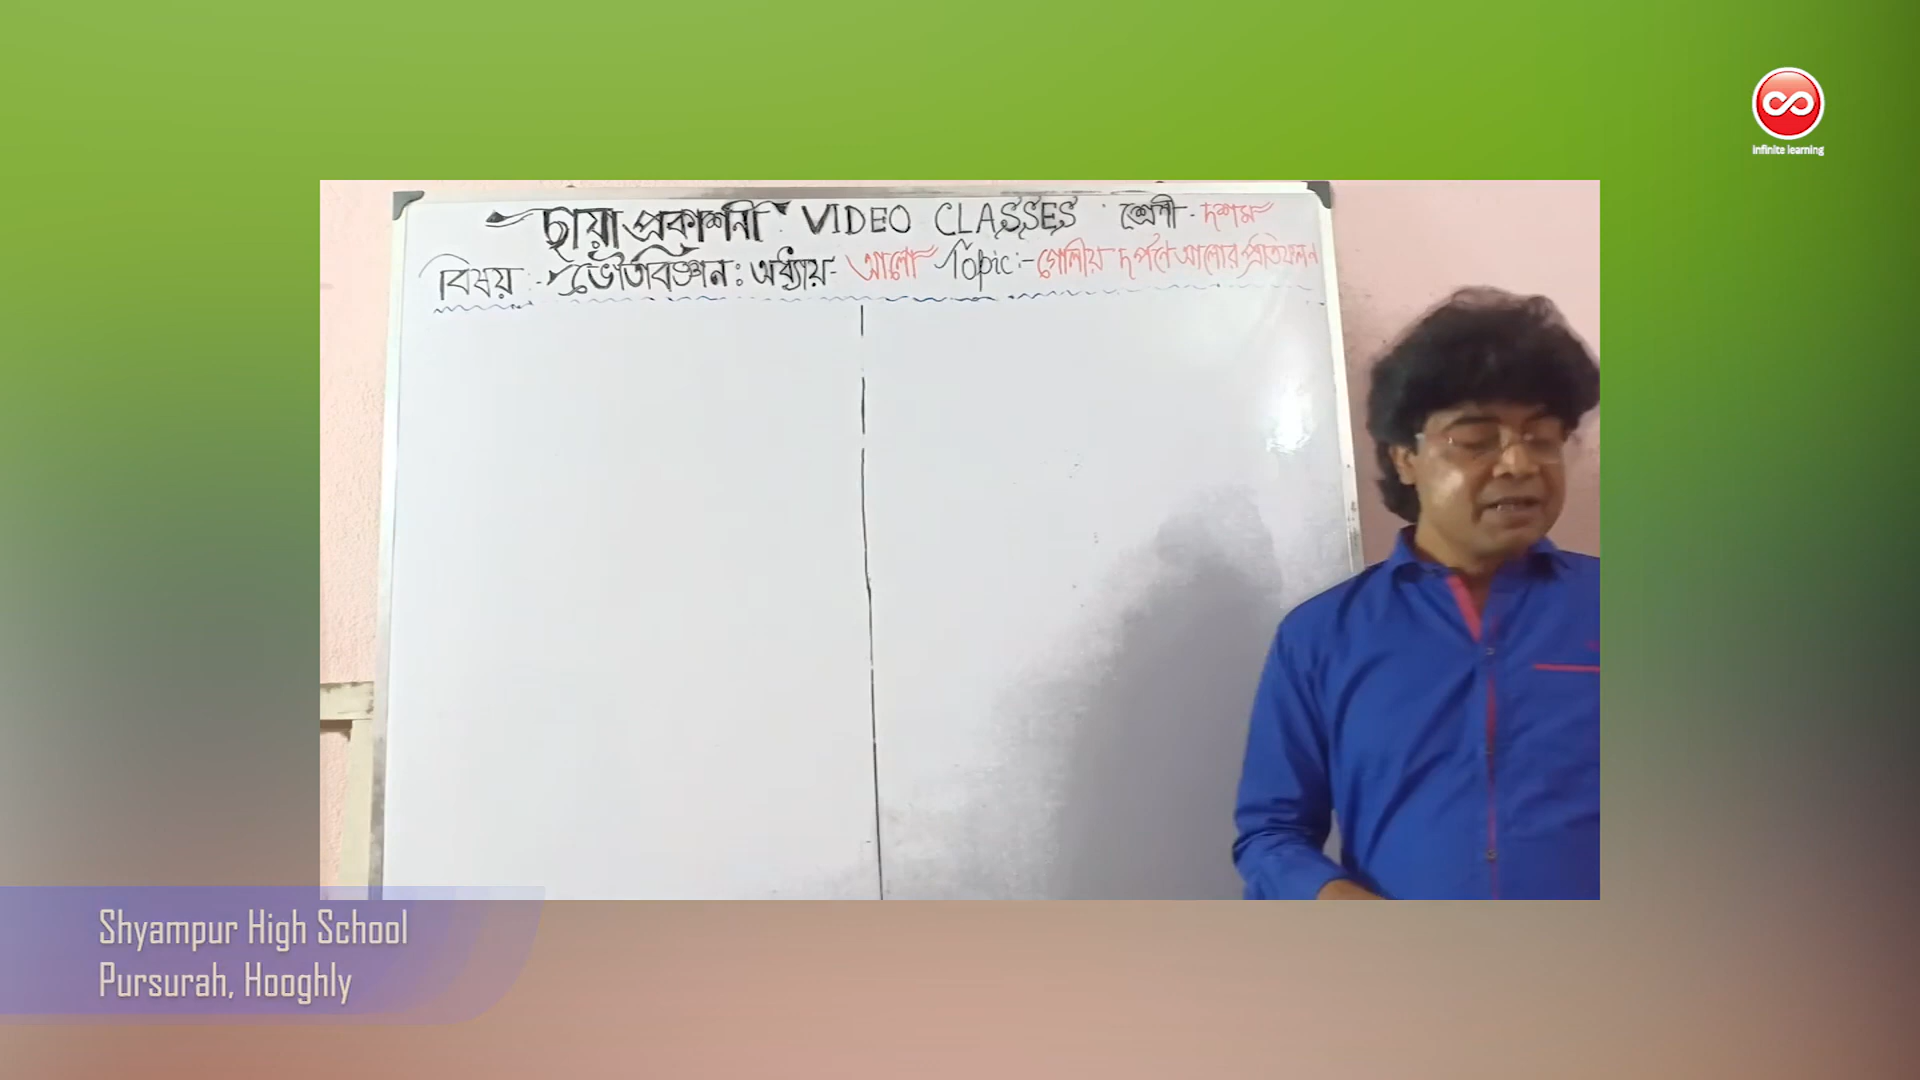 infinite learning
ছায়া প্রকাশনী VIDEO CLASSES শ্রেণী - দশম
বিষয় :- ভৌতবিজ্ঞান : অধ্যায় - আলো Topic :- গোলীয় দর্পনে আলোর প্রতিফলন
Shyampur High School
Pursurah, Hooghly